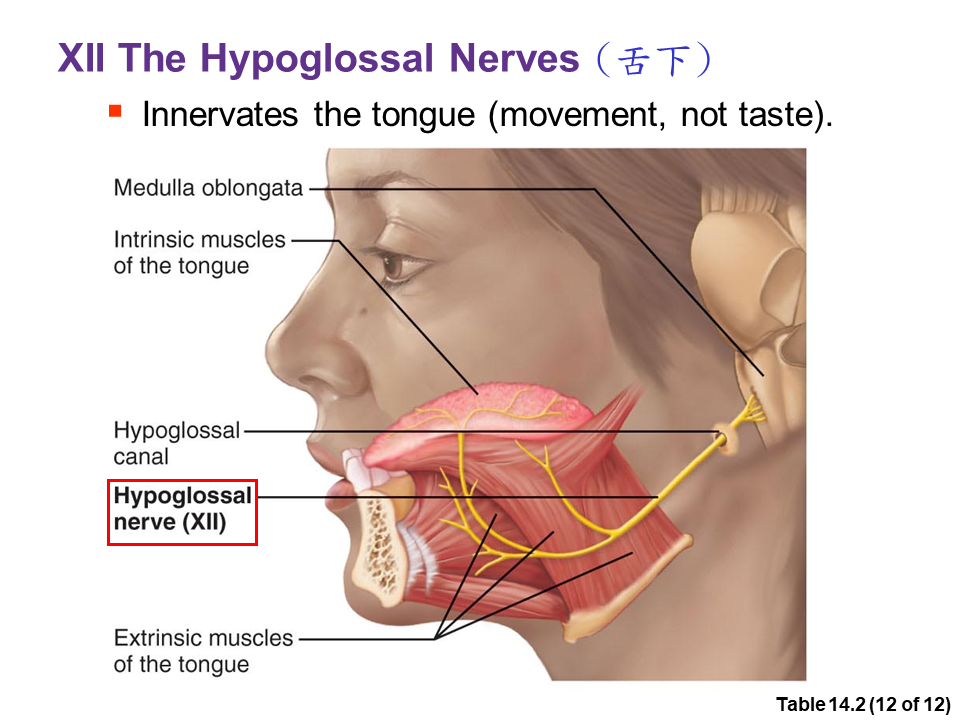 XII The Hypoglossal Nerves（舌下）
Innervates the tongue (movement, not taste).
Medulla oblongata
Intrinsic muscles
of the tongue
Hypoglossal
canal
Hypoglossal
nerve (XII)
Extrinsic muscles
of the tongue
Table 14.2 (12 of 12)